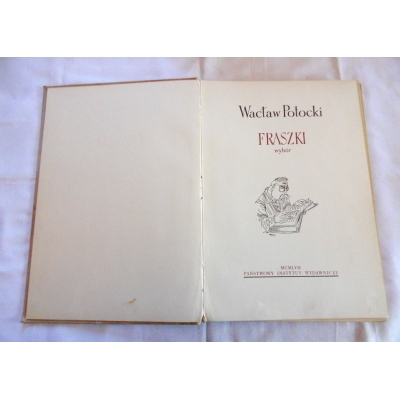 Wacław Potocki
FRASZKI
wybór
MCMLVII
PAŃSTWOWY INSTYTUT WYDAWNICZY